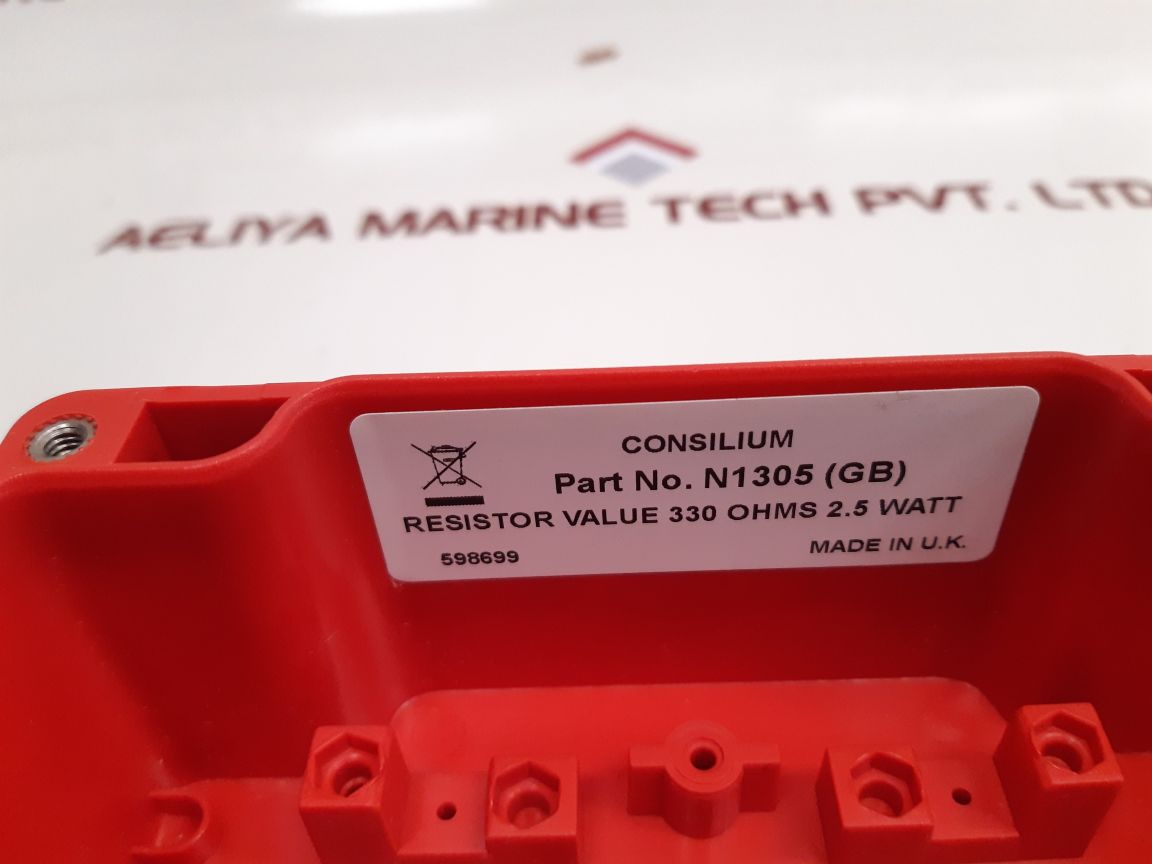 AELIYA MARINE TECH PVT. LTD
CONSILIUM
Part No. N1305 (GB)
RESISTOR VALUE 330 OHMS 2.5 WATT
598699
MADE IN U.K.